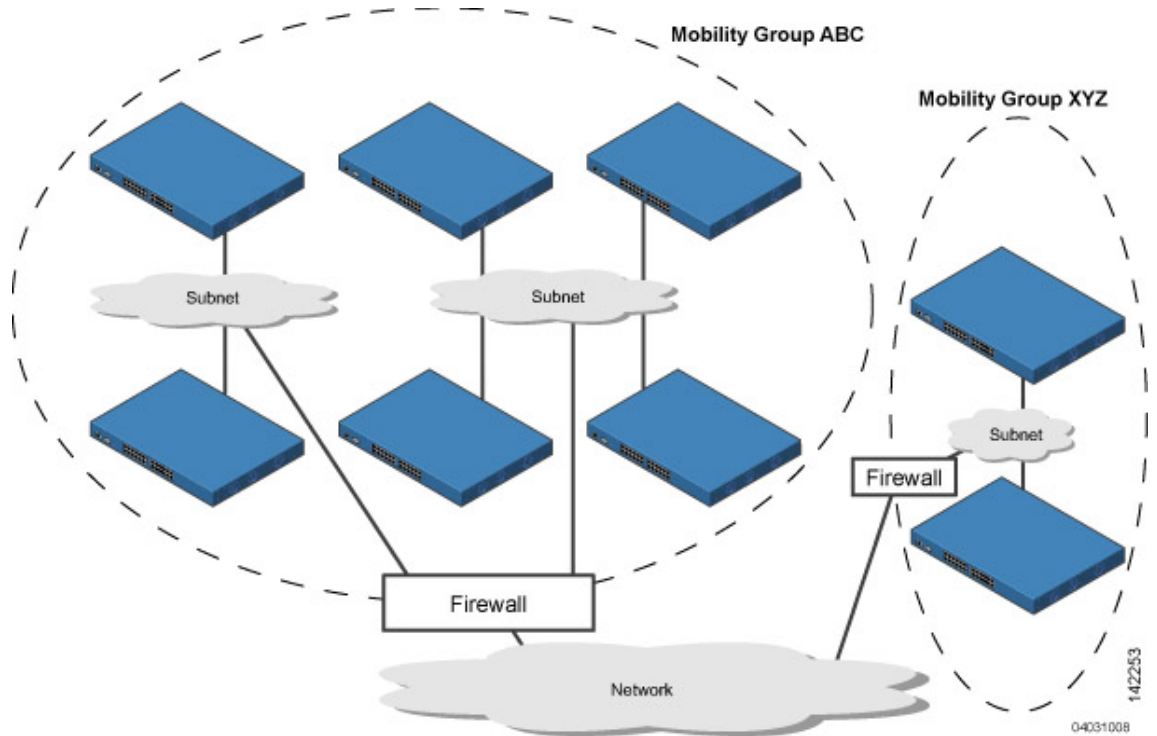 Mobility Group ABC
Mobility Group XYZ
Subnet
Subnet
Subnet
Firewall
Firewall
Network
142253
04031008